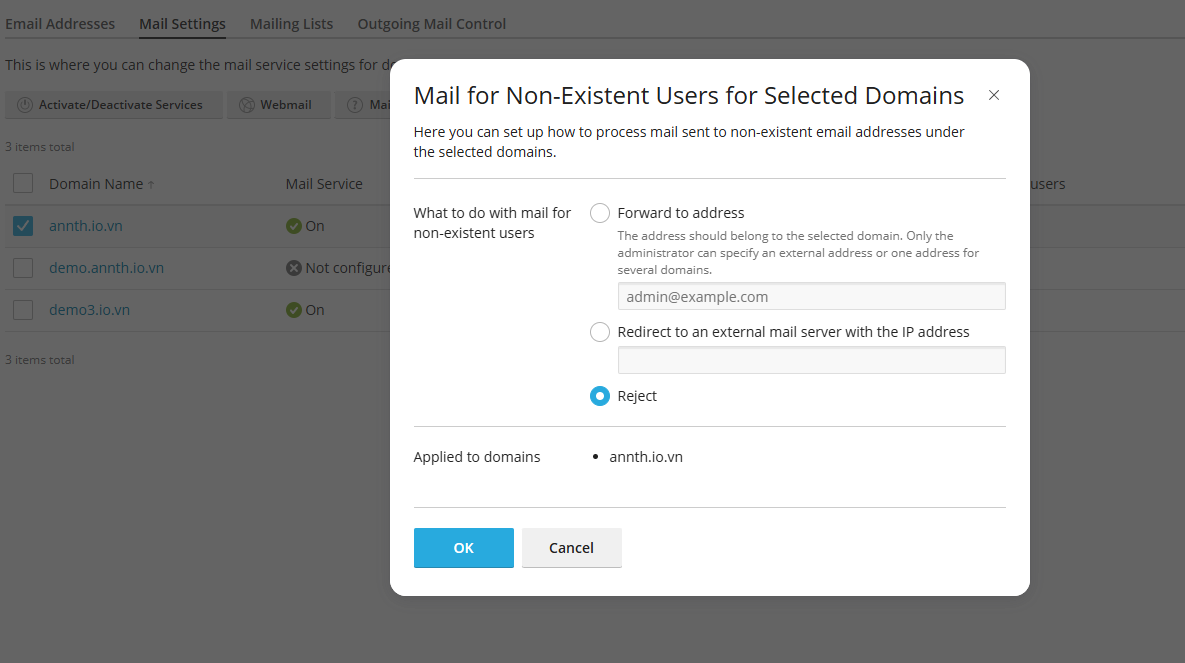 Email Addresses Mail Settings Mailing Lists Outgoing Mail Control
This is where you can change the mail service settings for
Activate/Deactivate Services Webmail
3 items total
Domain Name ↑ Mail Service users
annth.io.vn On
demo.annth.io.vn Not configure
demo3.io.vn On
3 items total
Mail for Non-Existent Users for Selected Domains
Here you can set up how to process mail sent to non-existent email addresses under
the selected domains.
What to do with mail for
non-existent users
Forward to address
The address should belong to the selected domain. Only the
administrator can specify an external address or one address for
several domains.
admin@example.com
Redirect to an external mail server with the IP address
Reject
Applied to domains • annth.io.vn
OK Cancel